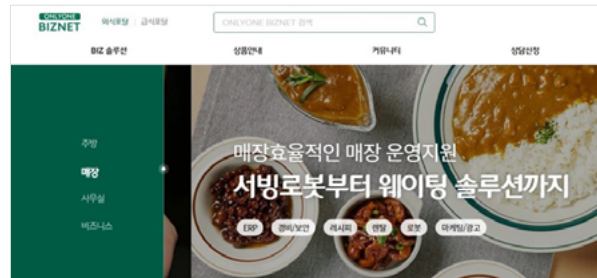 ONLYONE
BIZNET
외식포달 | 급식포달
ONLYONE BIZNET 검색
BIZ 솔루션 상품안내 커뮤니티 상담신청
주방
매장
사무실
비즈니스
매장효율적인 매장 운영지원
서빙로봇부터 웨이팅 솔루션까지
ERP 경비/보안 레시피 렌탈 로봇 마케팅/광고